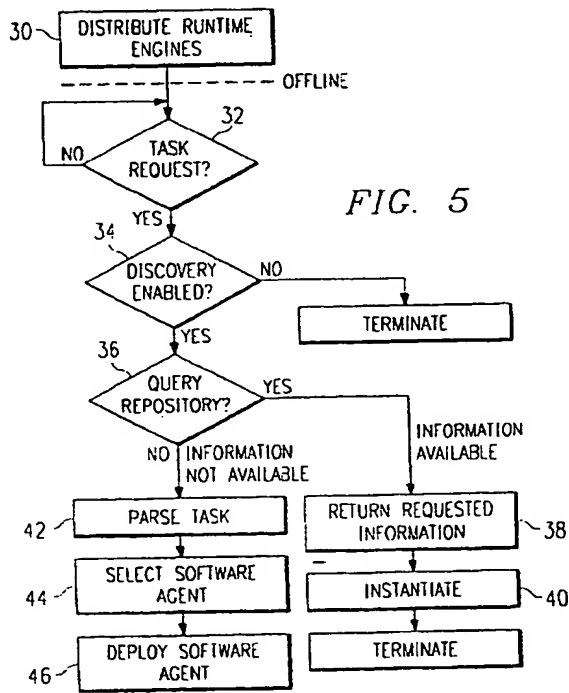 30
DISTRIBUTE RUNTIME
ENGINES
OFFLINE
32
NO
TASK
REQUEST?
FIG. 5
YES
34
DISCOVERY
ENABLED?
NO
TERMINATE
YES
36
QUERY
REPOSITORY?
YES
INFORMATION
AVAILABLE
NO
INFORMATION
NOT AVAILABLE
42
PARSE TASK
RETURN REQUESTED
INFORMATION
38
44
SELECT SOFTWARE
AGENT
INSTANTIATE
40
46
DEPLOY SOFTWARE
AGENT
TERMINATE